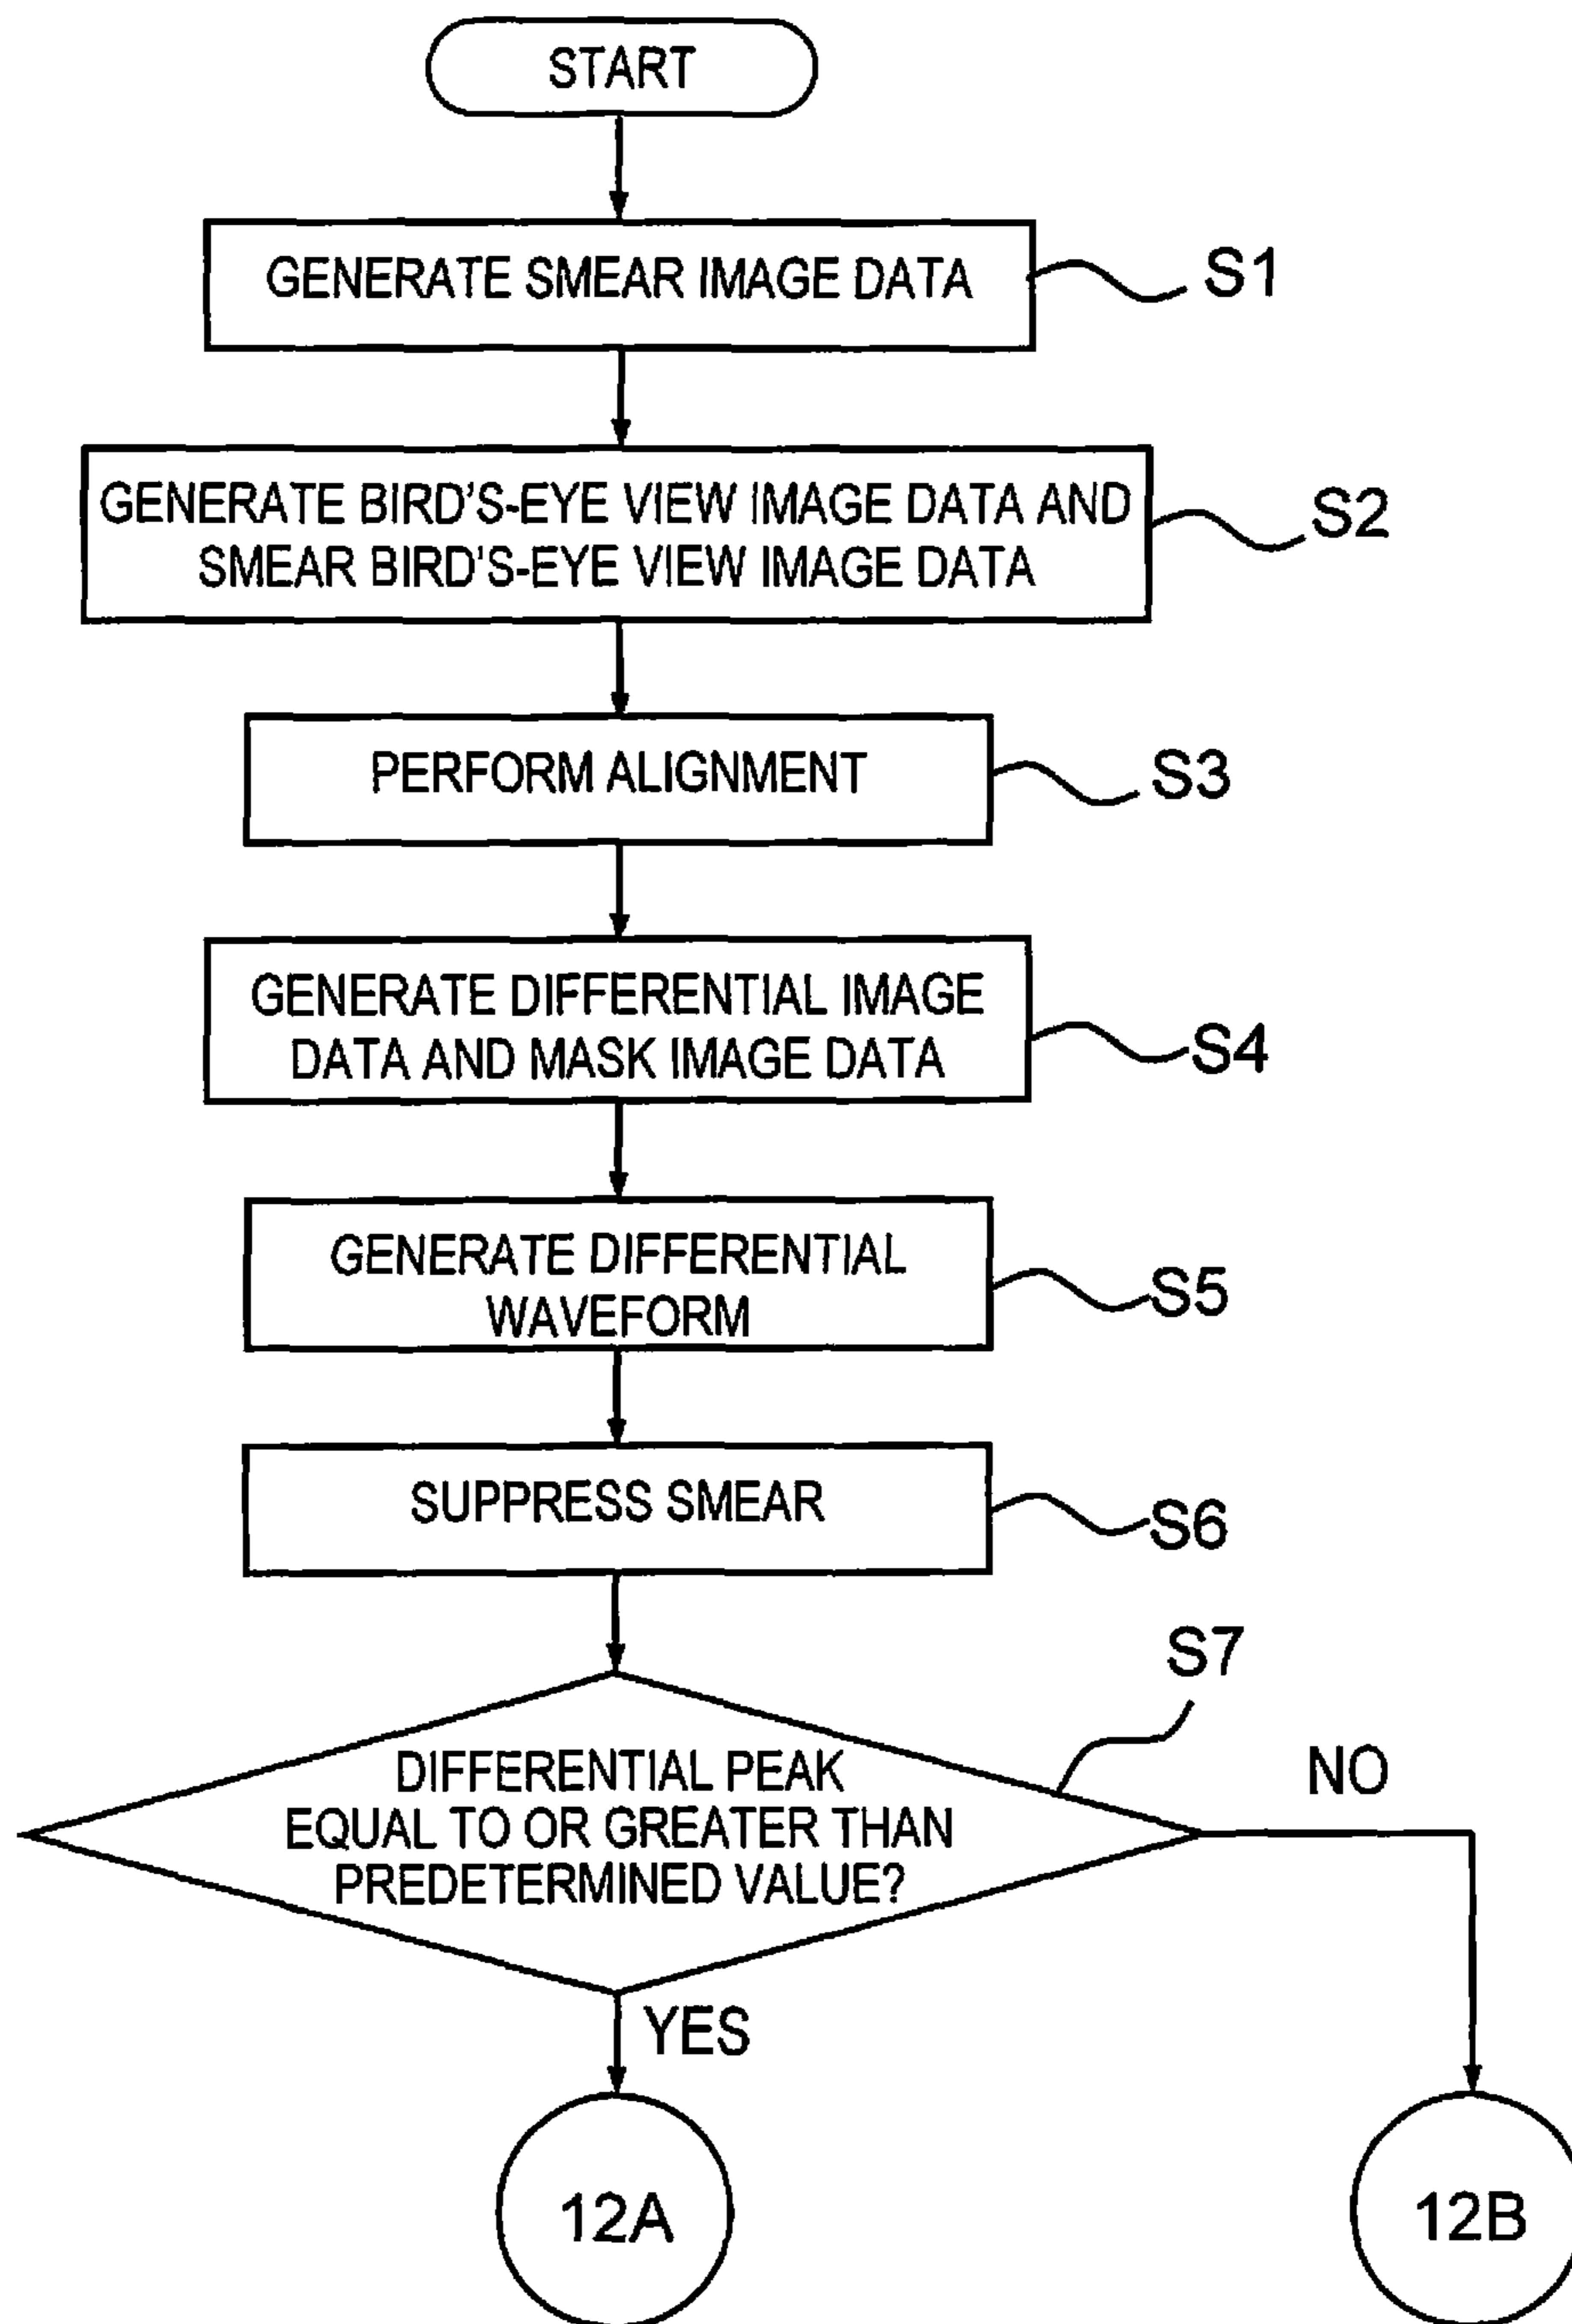 START
GENERATE SMEAR IMAGE DATA
S1
GENERATE BIRD'S-EYE VIEW IMAGE DATA AND
SMEAR BIRD'S-EYE VIEW IMAGE DATA
S2
PERFORM ALIGNMENT
S3
GENERATE DIFFERENTIAL IMAGE
DATA AND MASK IMAGE DATA
S4
GENERATE DIFFERENTIAL
WAVEFORM
S5
SUPPRESS SMEAR
S6
S7
DIFFERENTIAL PEAK
EQUAL TO OR GREATER THAN
PREDETERMINED VALUE?
NO
YES
12A
12B